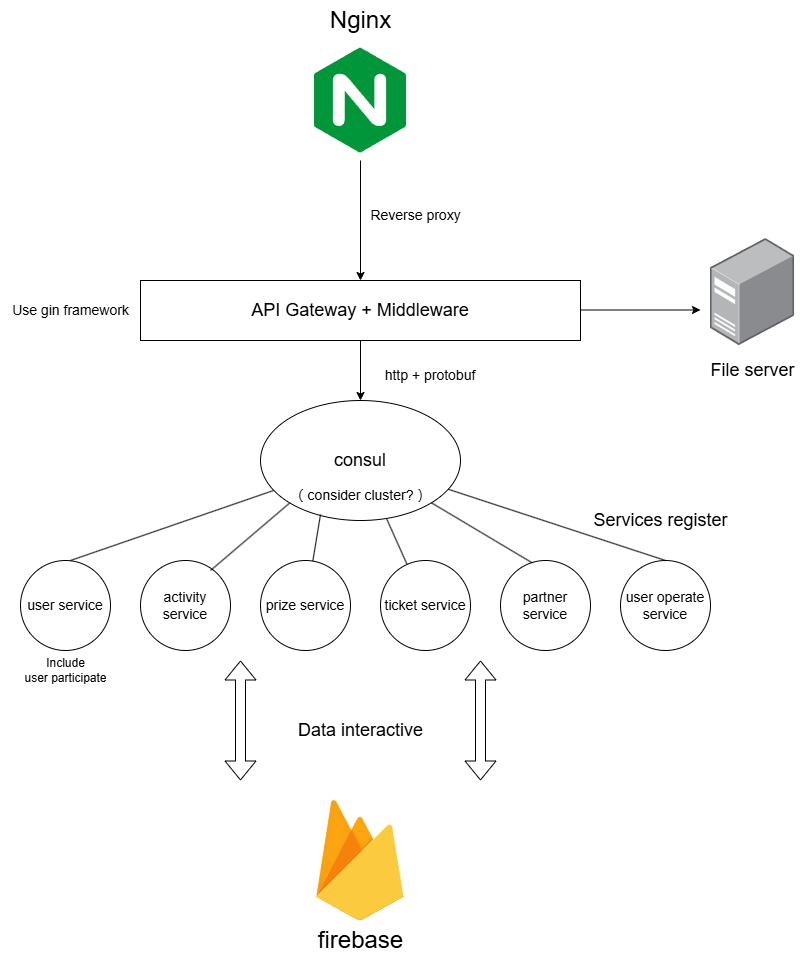 Nginx
N
Reverse proxy
Use gin framework
API Gateway + Middleware
File server
http + protobuf
consul
( consider cluster? )
Services register
user service
activity
service
prize service
ticket service
partner
service
user operate
service
Include
user participate
Data interactive
firebase